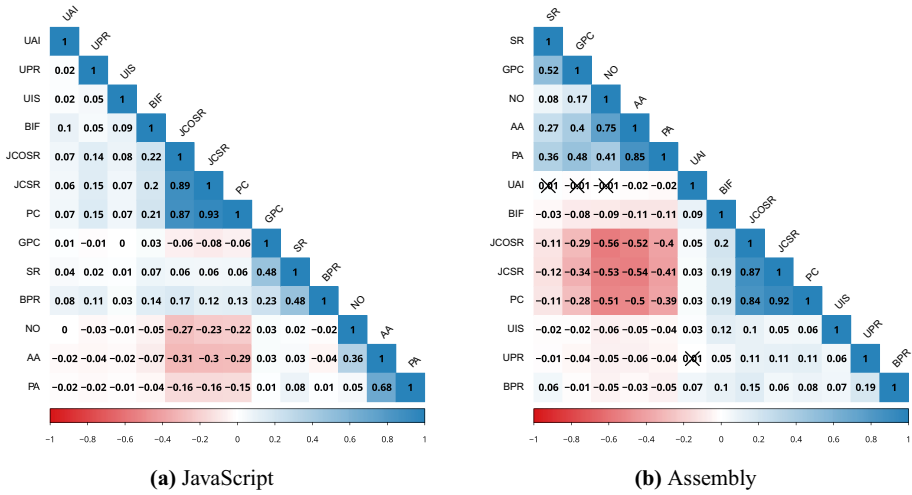 UAI
UAI 1 UPR
UPR 0.02 1 UIS
UIS 0.02 0.05 1 BIF
BIF 0.1 0.05 0.09 1 JCOSR
JCOSR 0.07 0.14 0.08 0.22 1 JCSR
JCSR 0.06 0.15 0.07 0.2 0.89 1 PC
PC 0.07 0.15 0.07 0.21 0.87 0.93 1 GPC
GPC 0.01 −0.01 0 0.03 −0.06 −0.08 −0.06 1 SR
SR 0.04 0.02 0.01 0.07 0.06 0.06 0.06 0.48 1 BPR
BPR 0.08 0.11 0.03 0.14 0.17 0.12 0.13 0.23 0.48 1 NO
NO 0 −0.03 −0.01 −0.05 −0.27 −0.23 −0.22 0.03 0.02 −0.02 1 AA
AA −0.02 −0.04 −0.02 −0.07 −0.31 −0.3 −0.29 0.03 0.03 −0.04 0.36 1 PA
PA −0.02 −0.02 −0.01 −0.04 −0.16 −0.16 −0.15 0.01 0.08 0.01 0.05 0.68 1
−1 −0.8 −0.6 −0.4 −0.2 0 0.2 0.4 0.6 0.8 1
(a) JavaScript
SR
SR 1 GPC
GPC 0.52 1 NO
NO 0.08 0.17 1 AA
AA 0.27 0.4 0.75 1 PA
PA 0.36 0.48 0.41 0.85 1 UAI
UAI 0.01 −0.01 −0.01 −0.02 −0.02 1 BIF
BIF −0.03 −0.08 −0.09 −0.11 −0.11 0.09 1 JCOSR
JCOSR −0.11 −0.29 −0.56 −0.52 −0.4 0.05 0.2 1 JCSR
JCSR −0.12 −0.34 −0.53 −0.54 −0.41 0.03 0.19 0.87 1 PC
PC −0.11 −0.28 −0.51 −0.5 −0.39 0.03 0.19 0.84 0.92 1 UIS
UIS −0.02 −0.02 −0.06 −0.05 −0.04 0.03 0.12 0.1 0.05 0.06 1 UPR
UPR −0.01 −0.04 −0.05 −0.06 −0.04 0.01 0.05 0.11 0.11 0.11 0.06 1 BPR
BPR 0.06 −0.01 −0.05 −0.03 −0.05 0.07 0.1 0.15 0.06 0.08 0.07 0.19 1
−1 −0.8 −0.6 −0.4 −0.2 0 0.2 0.4 0.6 0.8 1
(b) Assembly